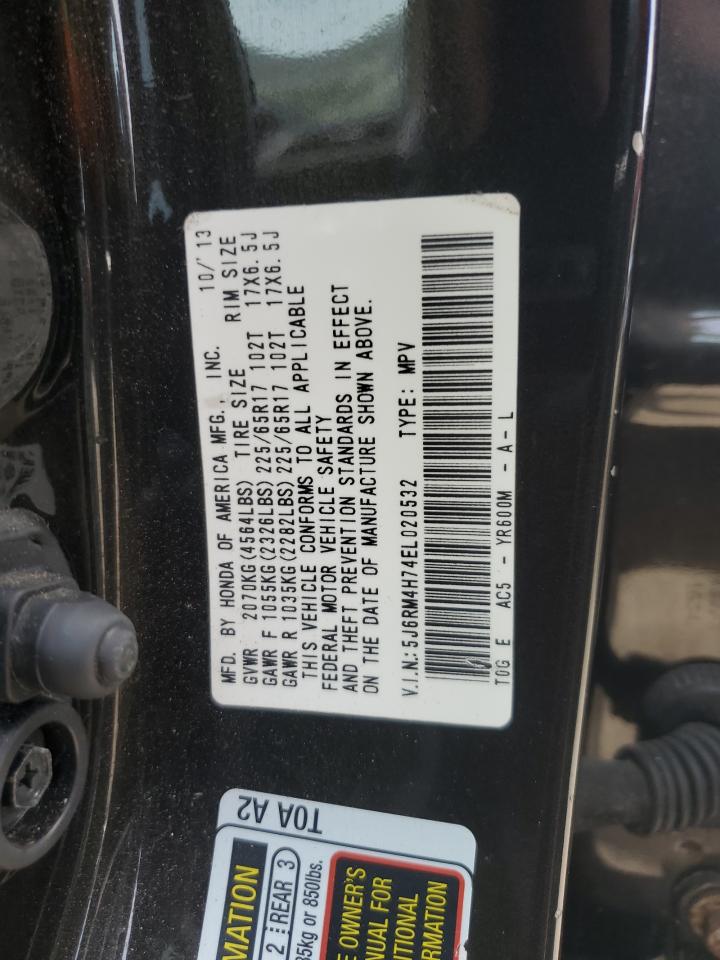 MFD. BY HONDA OF AMERICA MFG., INC. 10/'13
GVWR 2070KG(4564LBS) TIRE SIZE RIM SIZE
GAWR F 1055KG(2326LBS) 225/65R17 102T 17X6.5J
GAWR R 1035KG(2282LBS) 225/65R17 102T 17X6.5J
THIS VEHICLE CONFORMS TO ALL APPLICABLE
FEDERAL MOTOR VEHICLE SAFETY
AND THEFT PREVENTION STANDARDS IN EFFECT
ON THE DATE OF MANUFACTURE SHOWN ABOVE.
V.I.N.: 5J6RM4H74EL020532 TYPE: MPV
T0G E AC5 - YR600M - A - L
T0A A2
MATION
2 REAR 3
35kg or 850lbs.
E OWNER'S
NUAL FOR
ITIONAL
RMATION